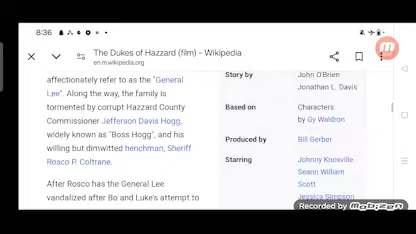 8:36
The Dukes of Hazzard (film) – Wikipedia
en.m.wikipedia.org
affectionately refer to as the "General
Lee". Along the way, the family is
tormented by corrupt Hazzard County
Commissioner Jefferson Davis Hogg,
widely known as "Boss Hogg", and his
willing but dimwitted henchman, Sheriff
Rosco P. Coltrane.
After Rosco has the General Lee
vandalized after Bo and Luke's attempt to
Story by
John O'Brien
Jonathan L. Davis
Based on
Characters
by Gy Waldron
Produced by
Bill Gerber
Starring
Johnny Knoxville
Seann William
Scott
Jessica Simpson
Recorded by Mobizen